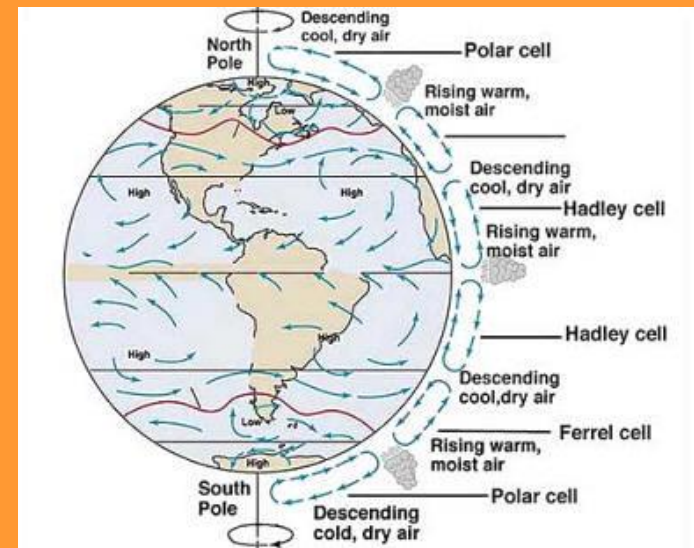 Descending
cool, dry air
North
Pole
Polar cell
High
Low
Rising warm,
moist air
Descending
cool, dry air
High
High
Hadley cell
Rising warm,
moist air
High
Hadley cell
High
Descending
cool,dry air
Low
Ferrel cell
Rising warm,
moist air
High
South
Pole
Polar cell
Descending
cold, dry air